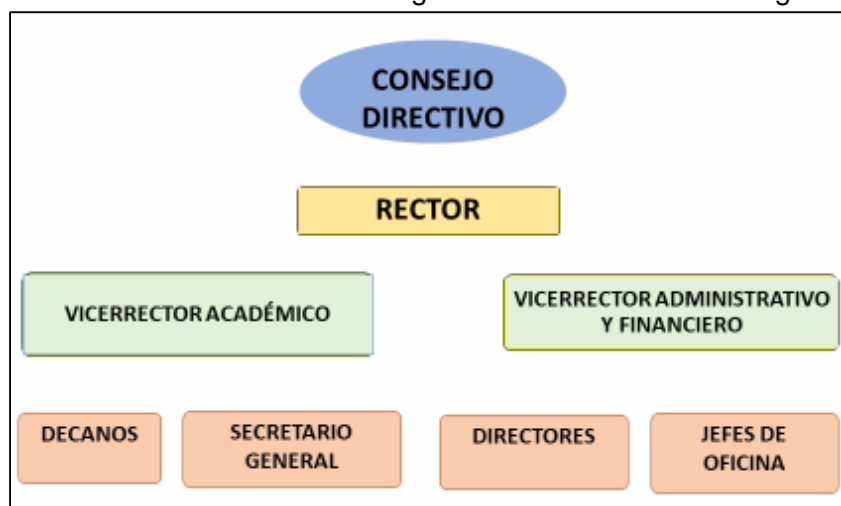 CONSEJO
DIRECTIVO
RECTOR
VICERRECTOR ACADÉMICO
VICERRECTOR ADMINISTRATIVO
Y FINANCIERO
DECANOS
SECRETARIO
GENERAL
DIRECTORES
JEFES DE
OFICINA